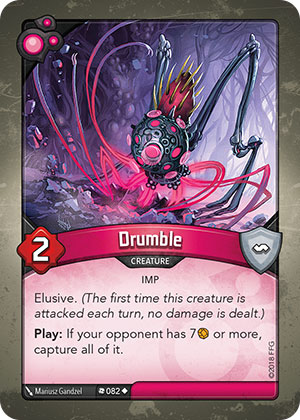 Drumble
CREATURE
2
IMP
Elusive. (The first time this creature is
attacked each turn, no damage is dealt.)
Play: If your opponent has 7 or more,
capture all of it.
Mariusz Gandzel
082
©2018 FFG